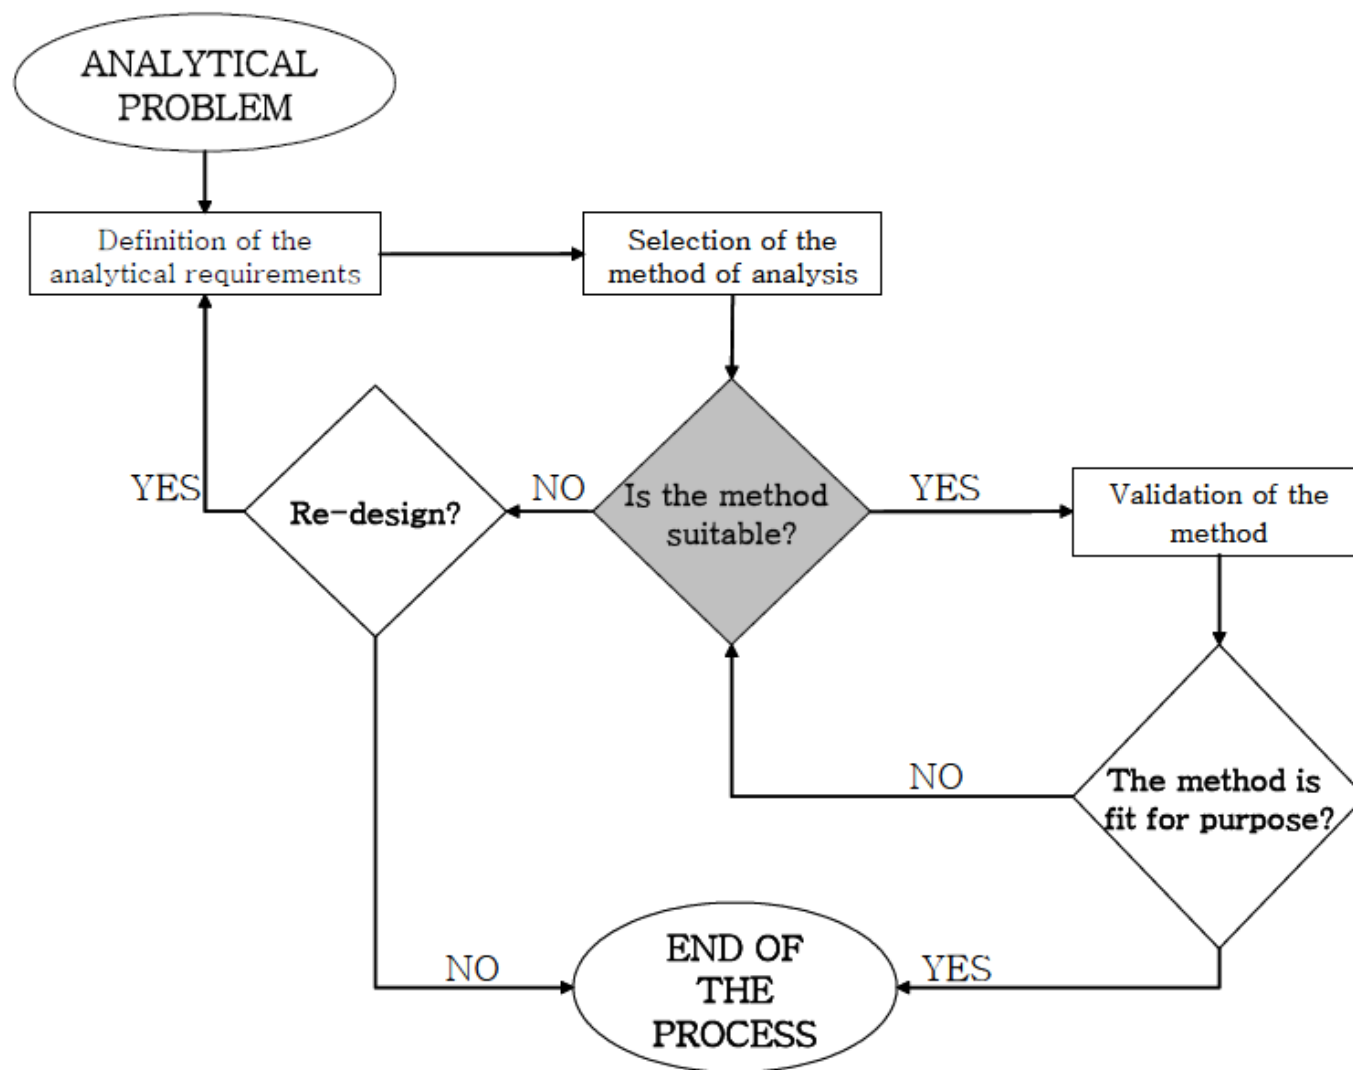 ANALYTICAL
PROBLEM
Definition of the
analytical requirements
Selection of the
method of analysis
YES
Re-design?
NO
Is the method
suitable?
YES
Validation of the
method
NO
The method is
fit for purpose?
NO
END OF
THE
PROCESS
YES